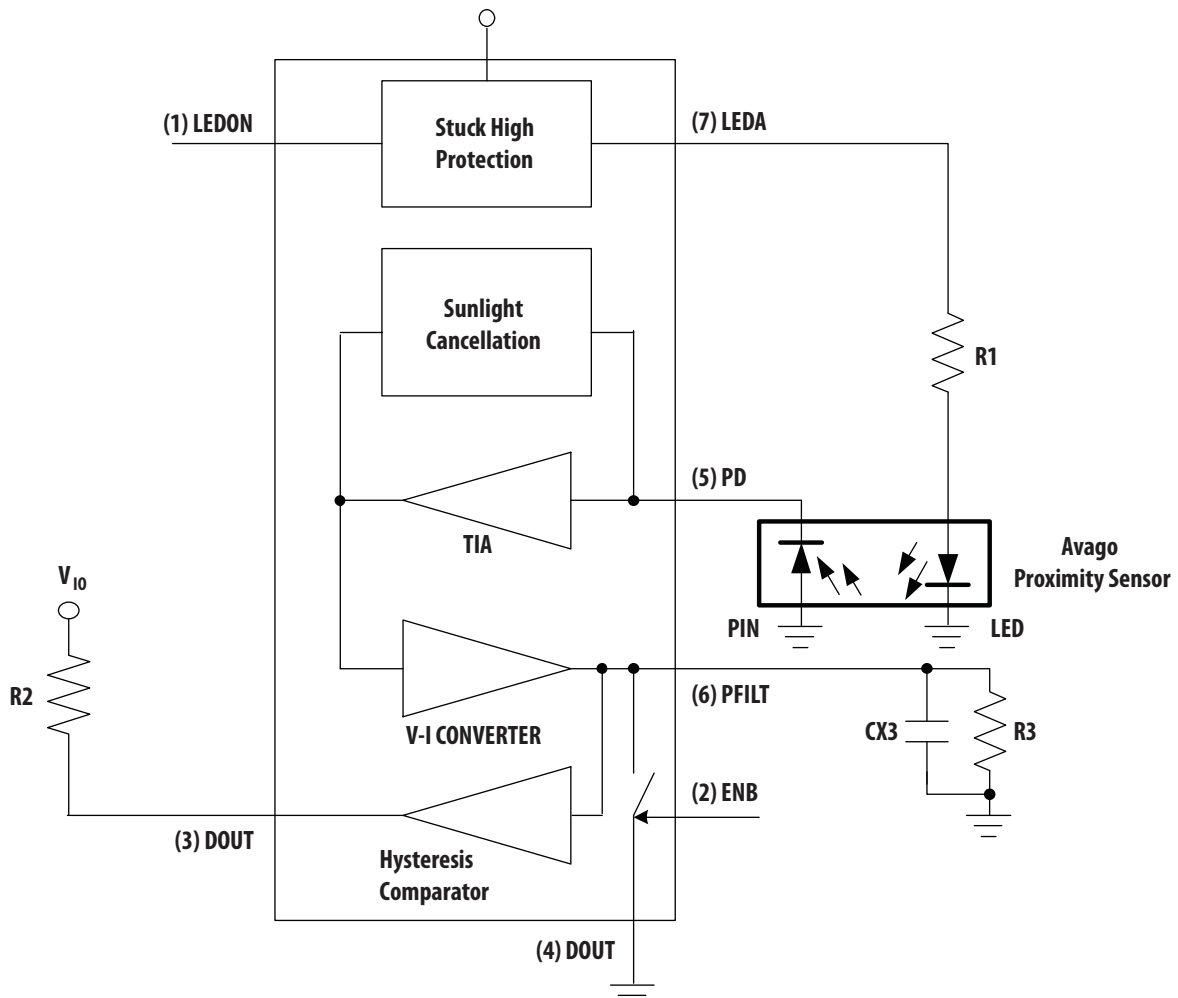 (1) LEDON
Stuck High
Protection
(7) LEDA
Sunlight
Cancellation
R1
(5) PD
TIA
Avago
Proximity Sensor
PIN
LED
V10
R2
V-I CONVERTER
(6) PFILT
CX3
R3
(2) ENB
(3) DOUT
Hysteresis
Comparator
(4) DOUT